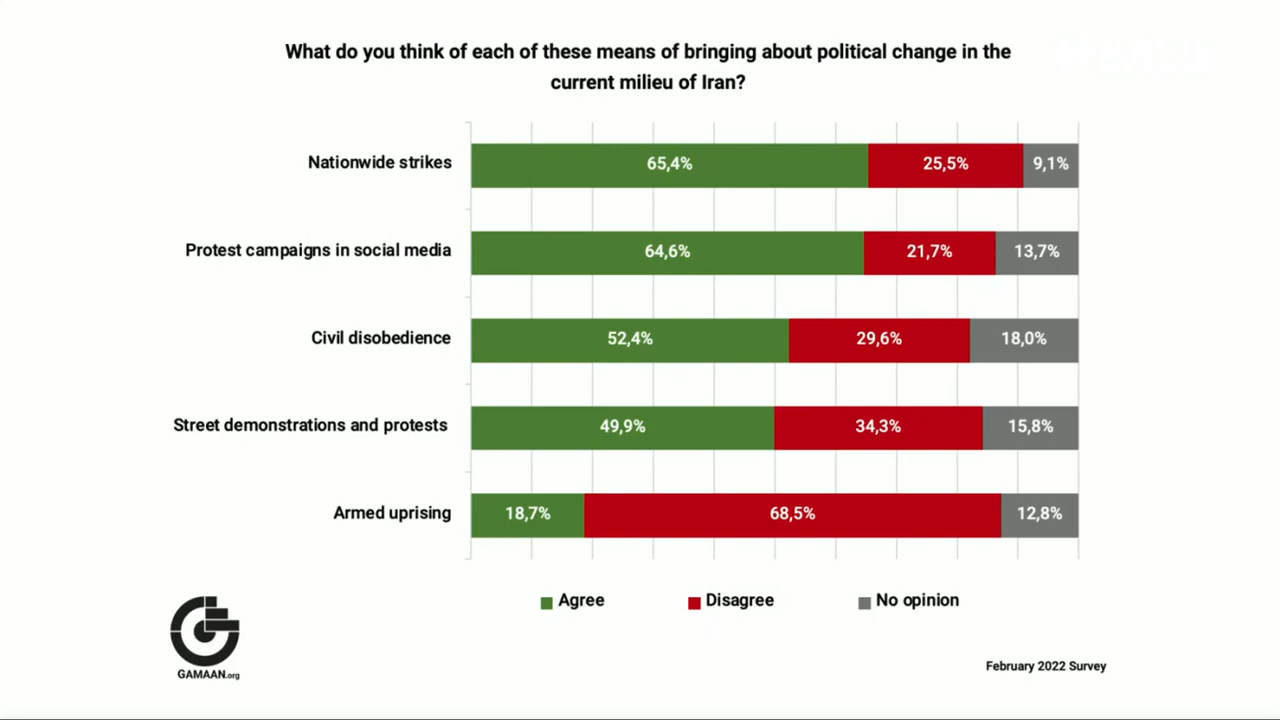 What do you think of each of these means of bringing about political change in the
current milieu of Iran?
Nationwide strikes
65,4%
25,5%
9,1%
Protest campaigns in social media
64,6%
21,7%
13,7%
Civil disobedience
52,4%
29,6%
18,0%
Street demonstrations and protests
49,9%
34,3%
15,8%
Armed uprising
18,7%
68,5%
12,8%
Agree
Disagree
No opinion
GAMAAN.org
February 2022 Survey